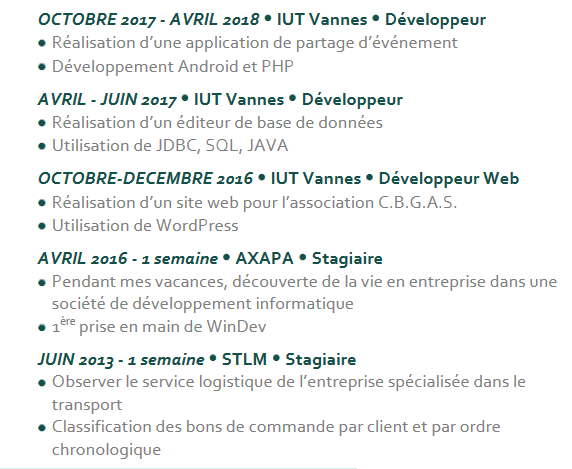 OCTOBRE 2017 - AVRIL 2018 • IUT Vannes • Développeur
• Réalisation d’une application de partage d’événement
• Développement Android et PHP
AVRIL - JUIN 2017 • IUT Vannes • Développeur
• Réalisation d’un éditeur de base de données
• Utilisation de JDBC, SQL, JAVA
OCTOBRE-DECEMBRE 2016 • IUT Vannes • Développeur Web
• Réalisation d’un site web pour l’association C.B.G.A.S.
• Utilisation de WordPress
AVRIL 2016 - 1 semaine • AXAPA • Stagiaire
• Pendant mes vacances, découverte de la vie en entreprise dans une
société de développement informatique
• 1ère prise en main de WinDev
JUIN 2013 - 1 semaine • STLM • Stagiaire
• Observer le service logistique de l’entreprise spécialisée dans le
transport
• Classification des bons de commande par client et par ordre
chronologique